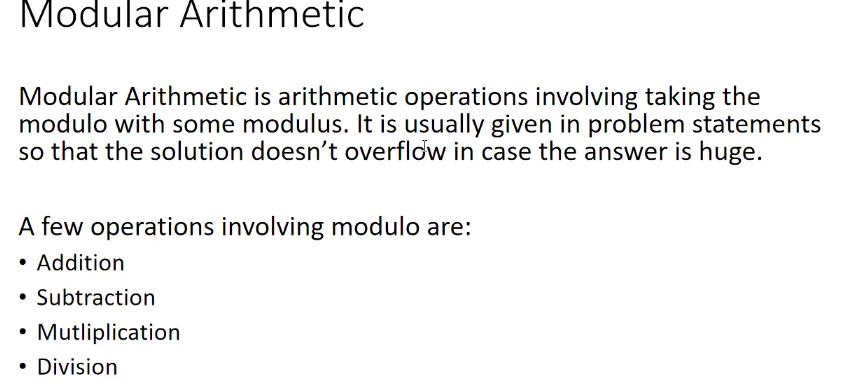 Modular Arithmetic
Modular Arithmetic is arithmetic operations involving taking the
modulo with some modulus. It is usually given in problem statements
so that the solution doesn’t overflow in case the answer is huge.
A few operations involving modulo are:
• Addition
• Subtraction
• Mutliplication
• Division